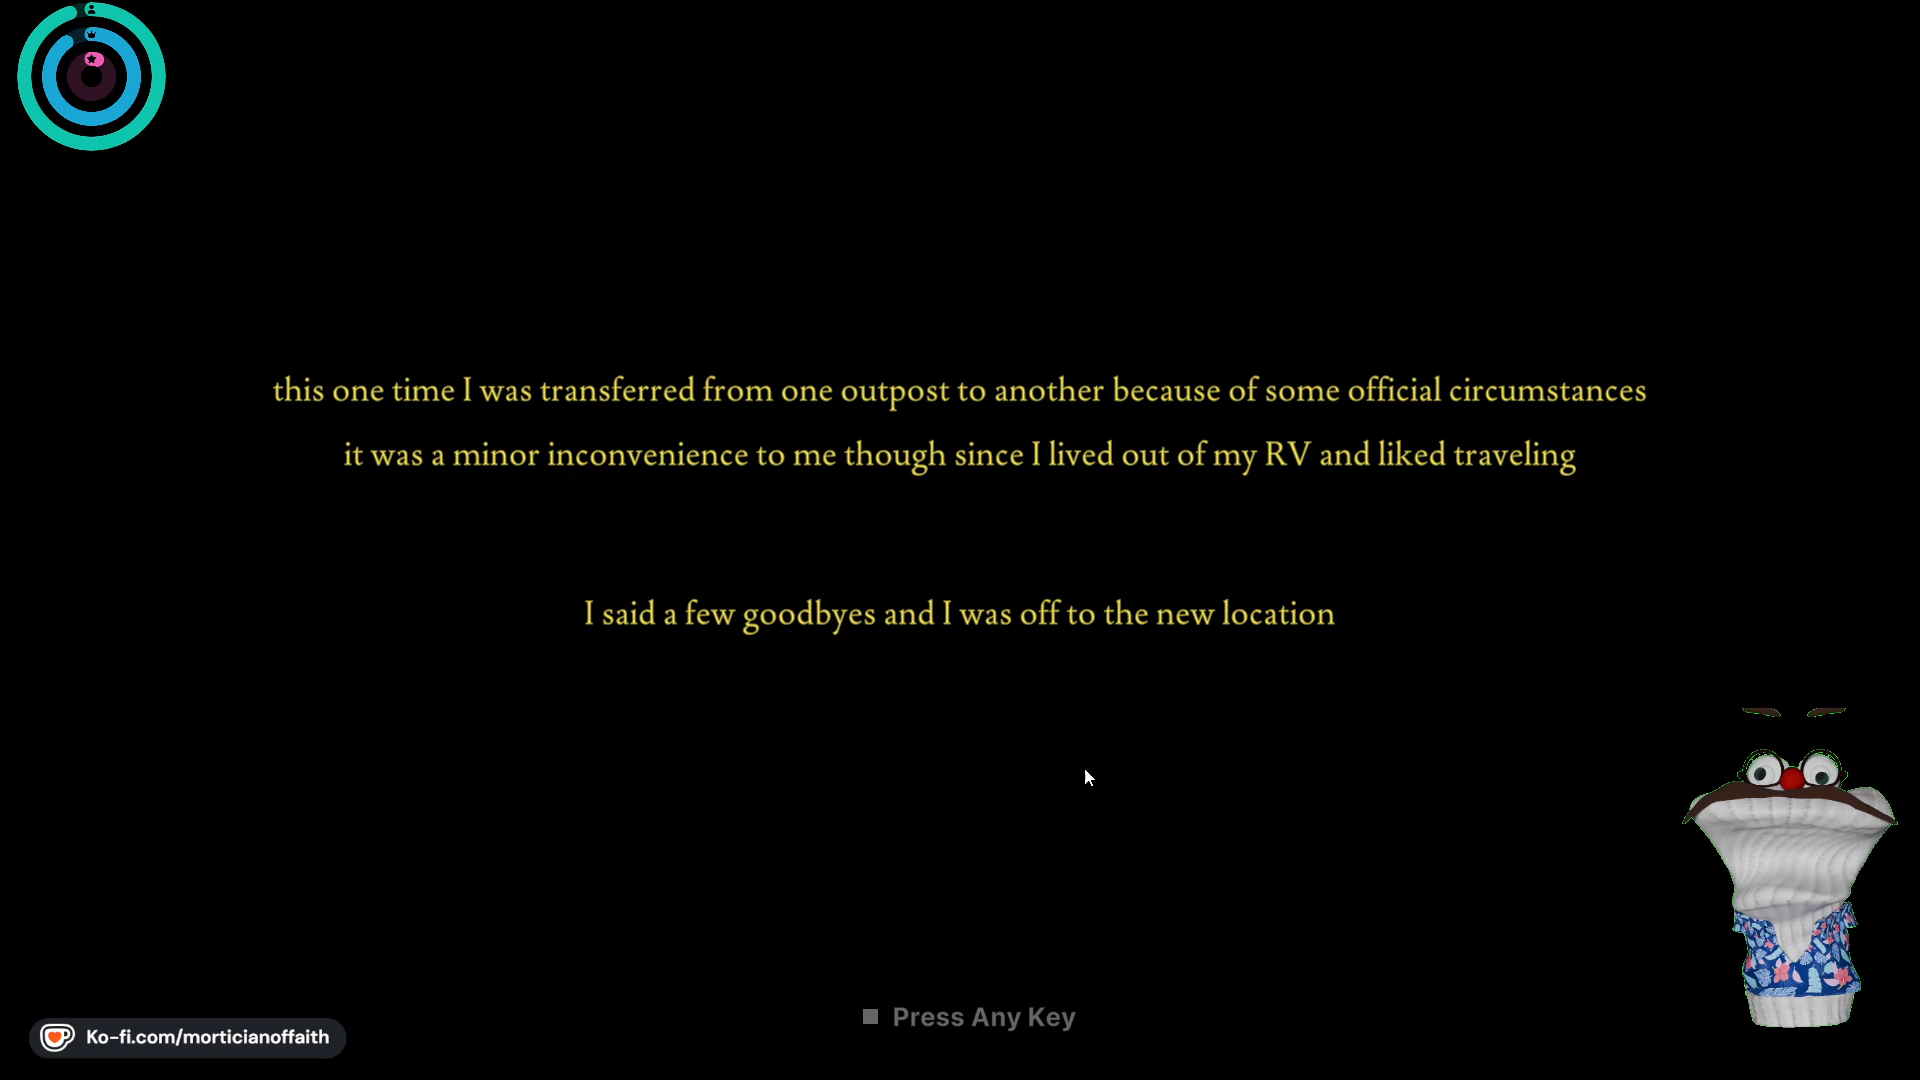 this one time I was transferred from one outpost to another because of some official circumstances
it was a minor inconvenience to me though since I lived out of my RV and liked traveling
I said a few goodbyes and I was off to the new location
Press Any Key
Ko-fi.com/morticianoffaith